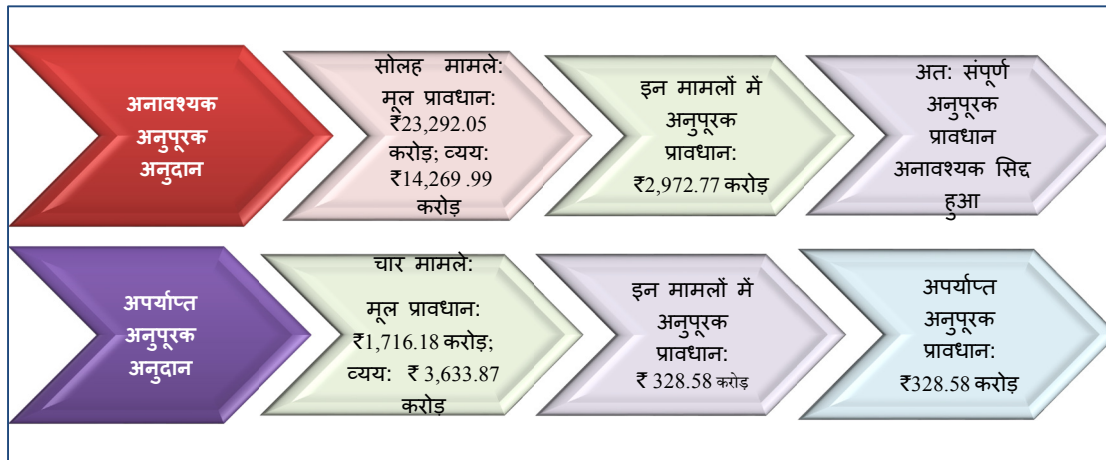 अनावश्यक
अनुपूरक
अनुदान
सोलह मामले:
मूल प्रावधान:
₹23,292.05
करोड़; व्यय:
₹14,269 .99
करोड़
इन मामलों में
अनुपूरक
प्रावधान:
₹2,972.77 करोड़
अत: संपूर्ण
अनुपूरक
प्रावधान
अनावश्यक सिद्द
हुआ
अपर्याप्त
अनुपूरक
अनुदान
चार मामले:
मूल प्रावधान:
₹1,716.18 करोड़;
व्यय: ₹ 3,633.87
करोड़
इन मामलों में
अनुपूरक
प्रावधान:
₹ 328.58 करोड़
अपर्याप्त
अनुपूरक
प्रावधान:
₹328.58 करोड़